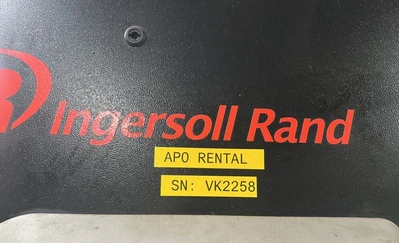 Ingersoll Rand
APO RENTAL
SN: VK2258